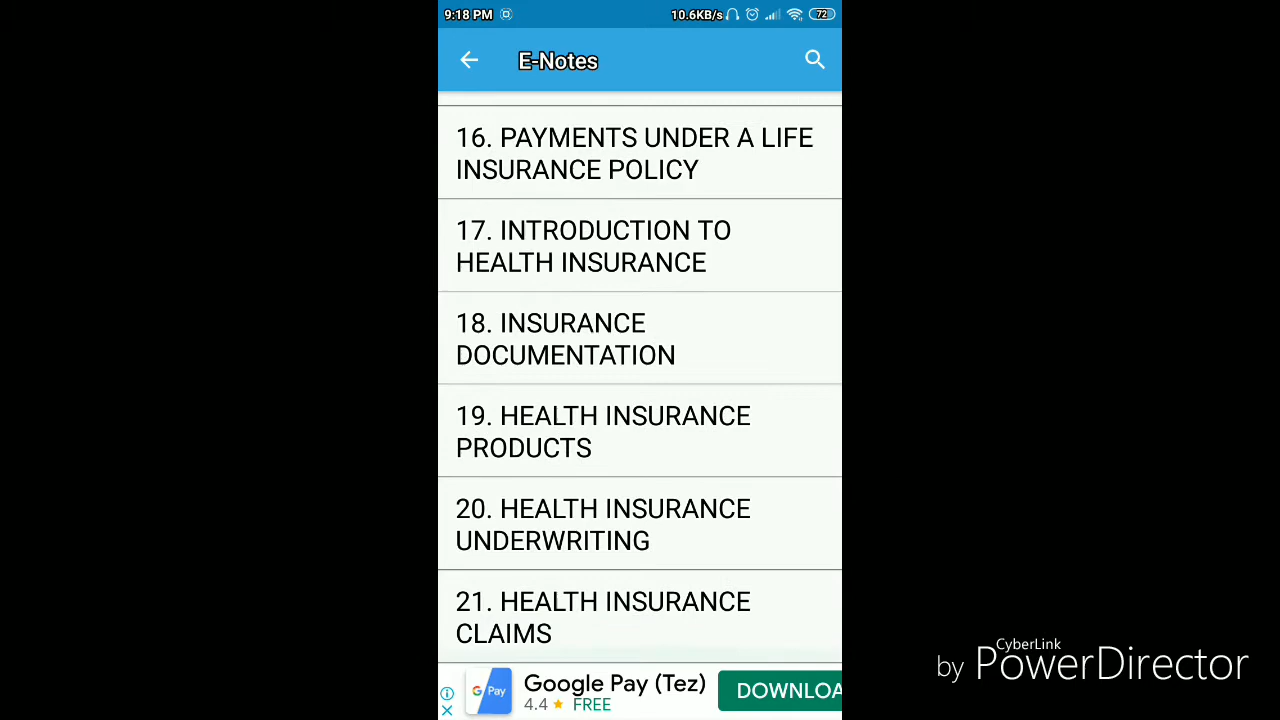 9:18 PM 10.6KB/s 72
E-Notes
16. PAYMENTS UNDER A LIFE
INSURANCE POLICY
17. INTRODUCTION TO
HEALTH INSURANCE
18. INSURANCE
DOCUMENTATION
19. HEALTH INSURANCE
PRODUCTS
20. HEALTH INSURANCE
UNDERWRITING
21. HEALTH INSURANCE
CLAIMS
G Pay
Google Pay (Tez)
4.4 ★ FREE
DOWNLOA
CyberLink
by PowerDirector